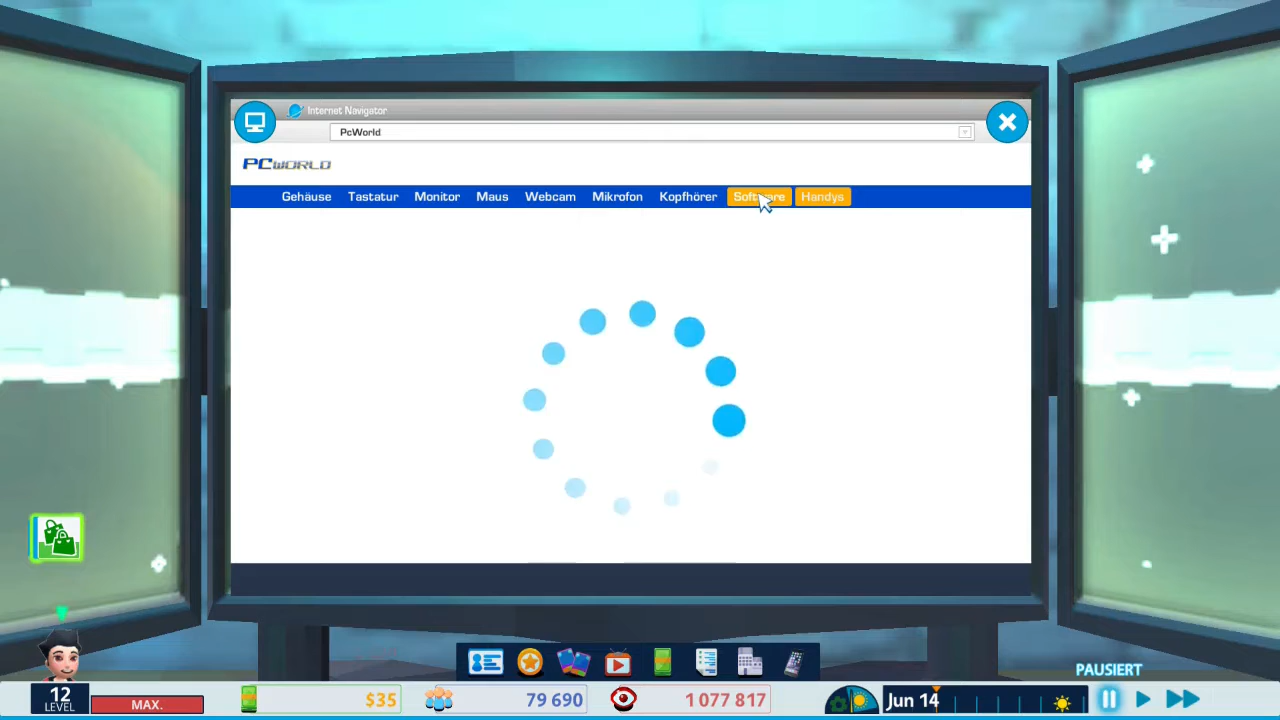 Internet Navigator
PcWorld
PCWORLD
Gehäuse Tastatur Monitor Maus Webcam Mikrofon Kopfhörer Software Handys
PAUSIERT
12
LEVEL
MAX.
$35
79 690
1 077 817
Jun 14